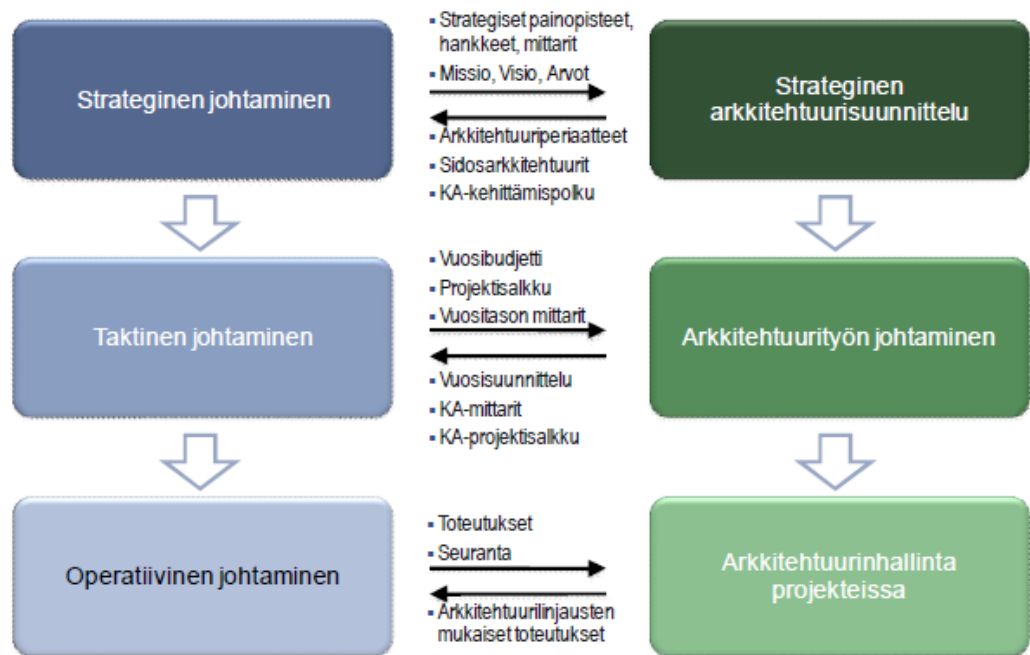 Strateginen johtaminen
▪ Strategiset painopisteet,
hankkeet, mittarit
▪ Missio, Visio, Arvot
▪ Arkkitehtuuriperiaatteet
▪ Sidosarkkitehtuurit
▪ KA-kehittämispolku
Strateginen
arkkitehtuurisuunnittelu
Taktinen johtaminen
▪ Vuosibudjetti
▪ Projektisalkku
▪ Vuositason mittarit
▪ Vuosisuunnittelu
▪ KA-mittarit
▪ KA-projektisalkku
Arkkitehtuurityön johtaminen
Operatiivinen johtaminen
▪ Toteutukset
▪ Seuranta
▪ Arkkitehtuurilinjausten
mukaiset toteutukset
Arkkitehtuurinhallinta
projekteissa